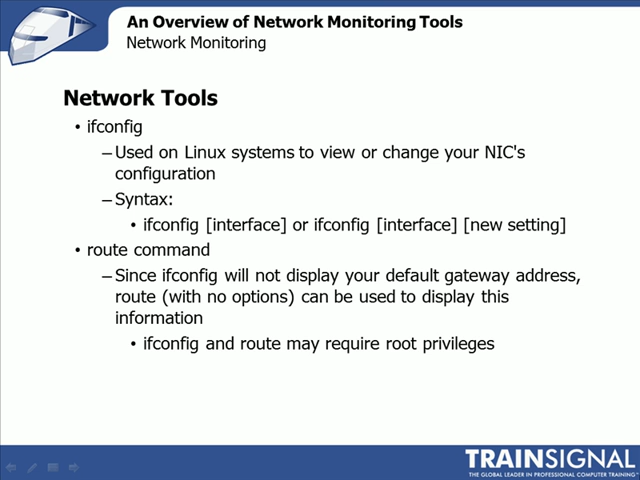 An Overview of Network Monitoring Tools
Network Monitoring
Network Tools
• ifconfig
– Used on Linux systems to view or change your NIC's
configuration
– Syntax:
• ifconfig [interface] or ifconfig [interface] [new setting]
• route command
– Since ifconfig will not display your default gateway address,
route (with no options) can be used to display this
information
• ifconfig and route may require root privileges
TRAINSIGNAL
THE GLOBAL LEADER IN PROFESSIONAL COMPUTER TRAINING